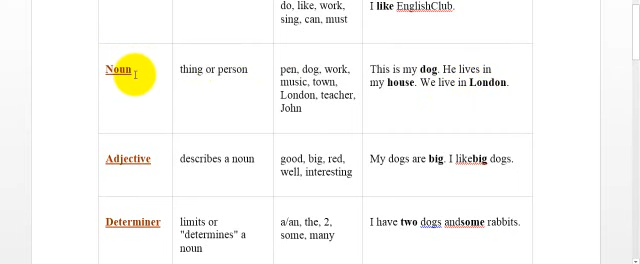 do, like, work,
sing, can, must
I like EnglishClub.
Noun
thing or person
pen, dog, work,
music, town,
London, teacher,
John
This is my dog. He lives in
my house. We live in London.
Adjective
describes a noun
good, big, red,
well, interesting
My dogs are big. I likebig dogs.
Determiner
limits or
"determines" a
noun
a/an, the, 2,
some, many
I have two dogs andsome rabbits.